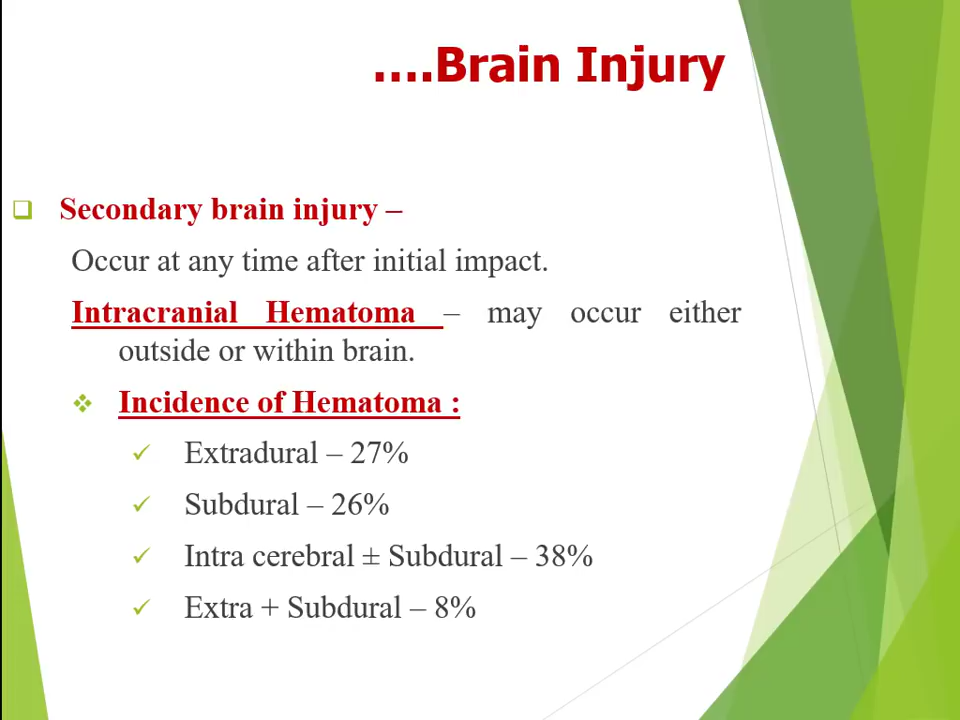 ....Brain Injury
Secondary brain injury –
Occur at any time after initial impact.
Intracranial Hematoma – may occur either
outside or within brain.
Incidence of Hematoma :
Extradural – 27%
Subdural – 26%
Intra cerebral ± Subdural – 38%
Extra + Subdural – 8%